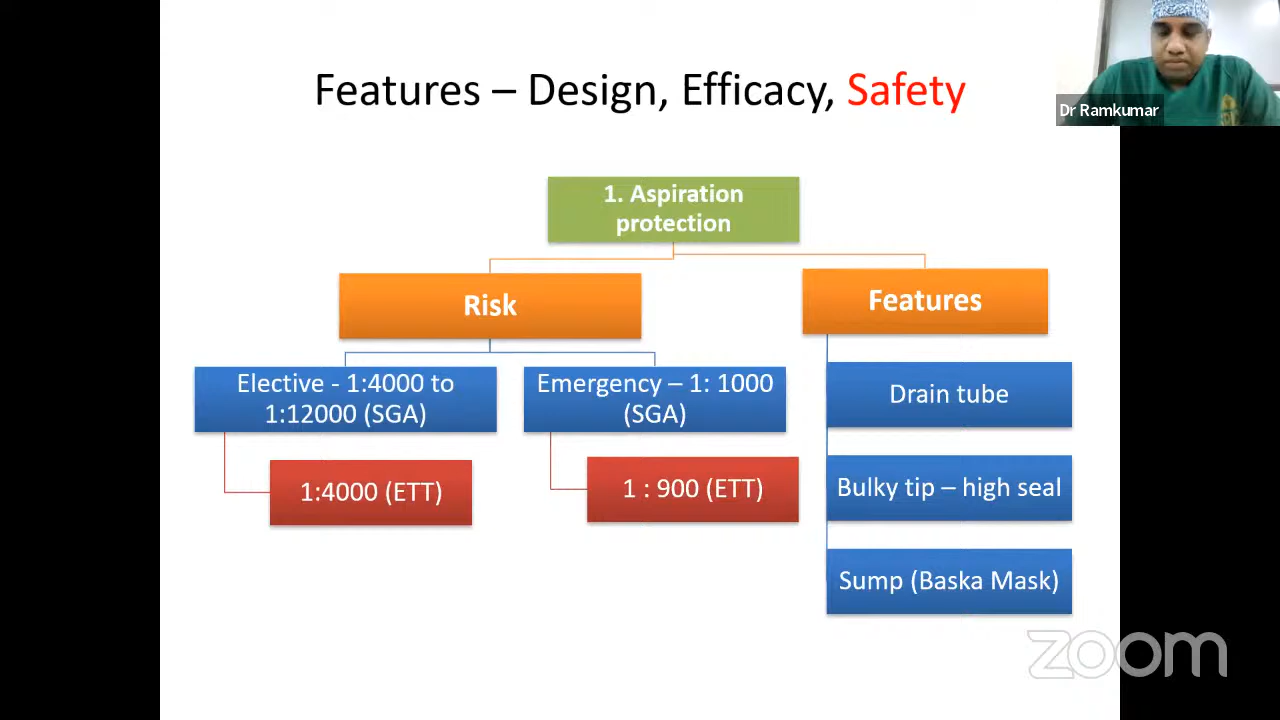 Features – Design, Efficacy, Safety
Dr Ramkumar
1. Aspiration
protection
Risk
Features
Elective - 1:4000 to
1:12000 (SGA)
Emergency – 1: 1000
(SGA)
1:4000 (ETT)
1 : 900 (ETT)
Drain tube
Bulky tip – high seal
Sump (Baska Mask)
zoom